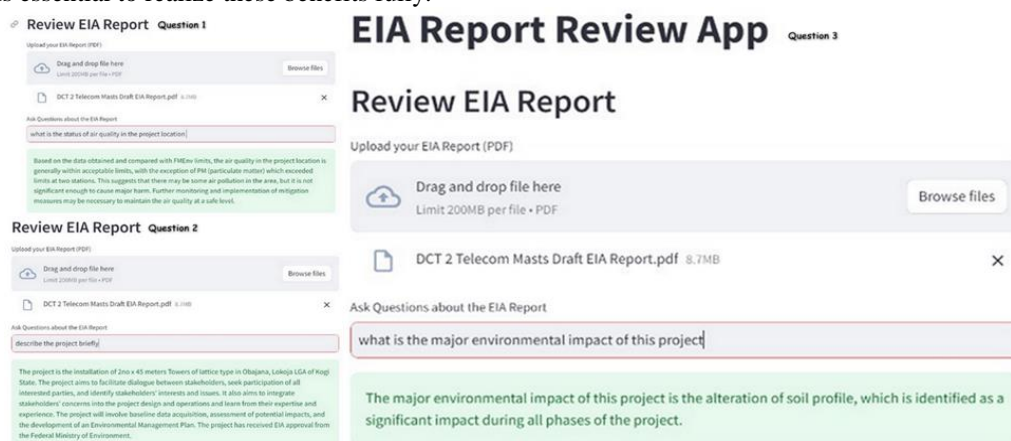 is essential to realize these benefits fully.
Review EIA Report Question 1
Upload your EIA Report (PDF)
Drag and drop file here
Limit 200MB per file • PDF
Browse files
DCT 2 Telecom Masts Draft EIA Report.pdf 8.7MB
Ask Questions about the EIA Report
what is the status of air quality in the project location
Based on the data obtained and compared with FMEnv limits, the air quality in the project location is
generally within acceptable limits, with the exception of PM (particulate matter) which exceeded
limits at two stations. This suggests that there may be some air pollution in the area, but it is not
significant enough to cause major harm. Further monitoring and implementation of mitigation
measures may be necessary to maintain the air quality at a safe level.
Review EIA Report Question 2
Upload your EIA Report (PDF)
Drag and drop file here
Limit 200MB per file • PDF
Browse files
DCT 2 Telecom Masts Draft EIA Report.pdf 8.7MB
Ask Questions about the EIA Report
describe the project briefly
The project is the installation of 2no x 45 meters Towers of lattice type in Obajana, Lokoja LGA of Kogi
State. The project aims to facilitate dialogue between stakeholders, seek participation of all
interested parties, and identify stakeholders' interests and issues. It also aims to integrate
stakeholders' concerns into the project design and operations and learn from their expertise and
experience. The project will involve baseline data acquisition, assessment of potential impacts, and
the development of an Environmental Management Plan. The project has received EIA approval from
the Federal Ministry of Environment.
EIA Report Review App Question 3
Review EIA Report
Upload your EIA Report (PDF)
Drag and drop file here
Limit 200MB per file • PDF
Browse files
DCT 2 Telecom Masts Draft EIA Report.pdf 8.7MB
Ask Questions about the EIA Report
what is the major environmental impact of this project
The major environmental impact of this project is the alteration of soil profile, which is identified as a
significant impact during all phases of the project.